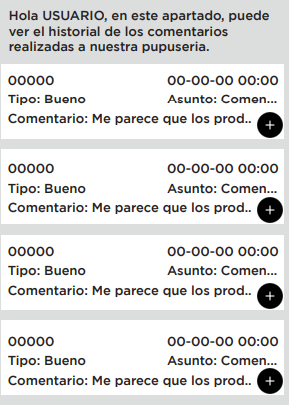 Hola USUARIO, en este apartado, puede
ver el historial de los comentarios
realizadas a nuestra pupuseria.
00000 00-00-00 00:00
Tipo: Bueno Asunto: Comen...
Comentario: Me parece que los prod..
+
00000 00-00-00 00:00
Tipo: Bueno Asunto: Comen...
Comentario: Me parece que los prod..
+
00000 00-00-00 00:00
Tipo: Bueno Asunto: Comen...
Comentario: Me parece que los prod..
+
00000 00-00-00 00:00
Tipo: Bueno Asunto: Comen...
Comentario: Me parece que los prod..
+